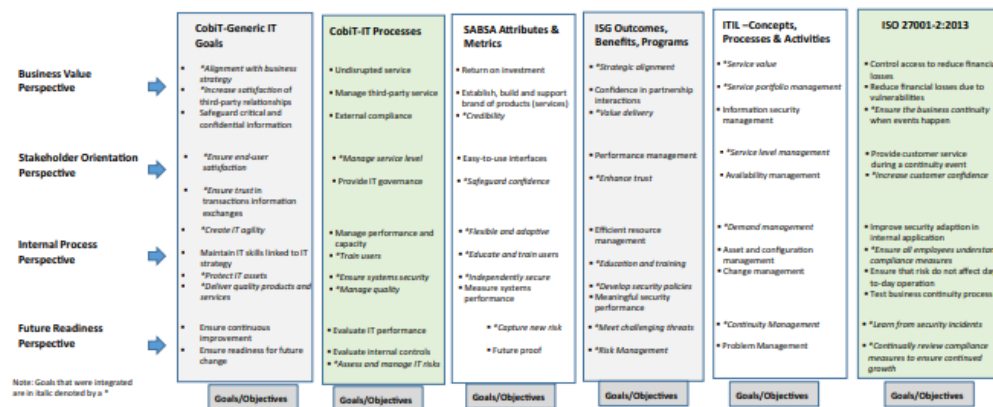 CobiT-Generic IT
Goals
CobiT-IT Processes
SABSA Attributes &
Metrics
ISG Outcomes,
Benefits, Programs
ITIL –Concepts,
Processes & Activities
ISO 27001-2:2013
Business Value
Perspective
▪ *Alignment with business
strategy
▪ *Increase satisfaction of
third-party relationships
▪ Safeguard critical and
confidential information
▪ Undisrupted service
▪ Manage third-party service
▪ External compliance
▪ Return on investment
▪ Establish, build and support
brand of products (services)
▪ *Credibility
▪ *Strategic alignment
▪ Confidence in partnership
interactions
▪ *Value delivery
▪ *Service value
▪ *Service portfolio management
▪ Information security
management
▪ Control access to reduce financial
losses
▪ Reduce financial losses due to
vulnerabilities
▪ *Ensure the business continuity
when events happen
Stakeholder Orientation
Perspective
▪ *Ensure end-user
satisfaction
▪ *Ensure trust in
transactions information
exchanges
▪ *Manage service level
▪ Provide IT governance
▪ Easy-to-use interfaces
▪ *Safeguard confidence
▪ Performance management
▪ *Enhance trust
▪ *Service level management
▪ Availability management
▪ Provide customer service
during a continuity event
▪ *Increase customer confidence
Internal Process
Perspective
▪ *Create IT agility
▪ Maintain IT skills linked to IT
strategy
▪ *Protect IT assets
▪ *Deliver quality products and
services
▪ Manage performance and
capacity
▪ *Train users
▪ *Ensure systems security
▪ *Manage quality
▪ *Flexible and adaptive
▪ *Educate and train users
▪ *Independently secure
▪ Measure systems
performance
▪ Efficient resource
management
▪ *Education and training
▪ *Develop security policies
▪ Meaningful security
performance
▪ *Demand management
▪ Asset and configuration
management
▪ Change management
▪ Improve security adaption in
internal application
▪ *Ensure all employees understan
compliance measures
▪ Ensure that risk do not affect day
to-day operation
▪ Test business continuity process
Future Readiness
Perspective
▪ Ensure continuous
improvement
▪ Ensure readiness for future
change
▪ Evaluate IT performance
▪ Evaluate internal controls
▪ *Assess and manage IT risks
▪ *Capture new risk
▪ Future proof
▪ *Meet challenging threats
▪ *Risk Management
▪ *Continuity Management
▪ Problem Management
▪ *Learn from security incidents
▪ *Continually review compliance
measures to ensure continued
growth
Note: Goals that were integrated
are in italic denoted by a *
Goals/Objectives
Goals/Objectives
Goals/Objectives
Goals/Objectives
Goals/Objectives
Goals/Objectives